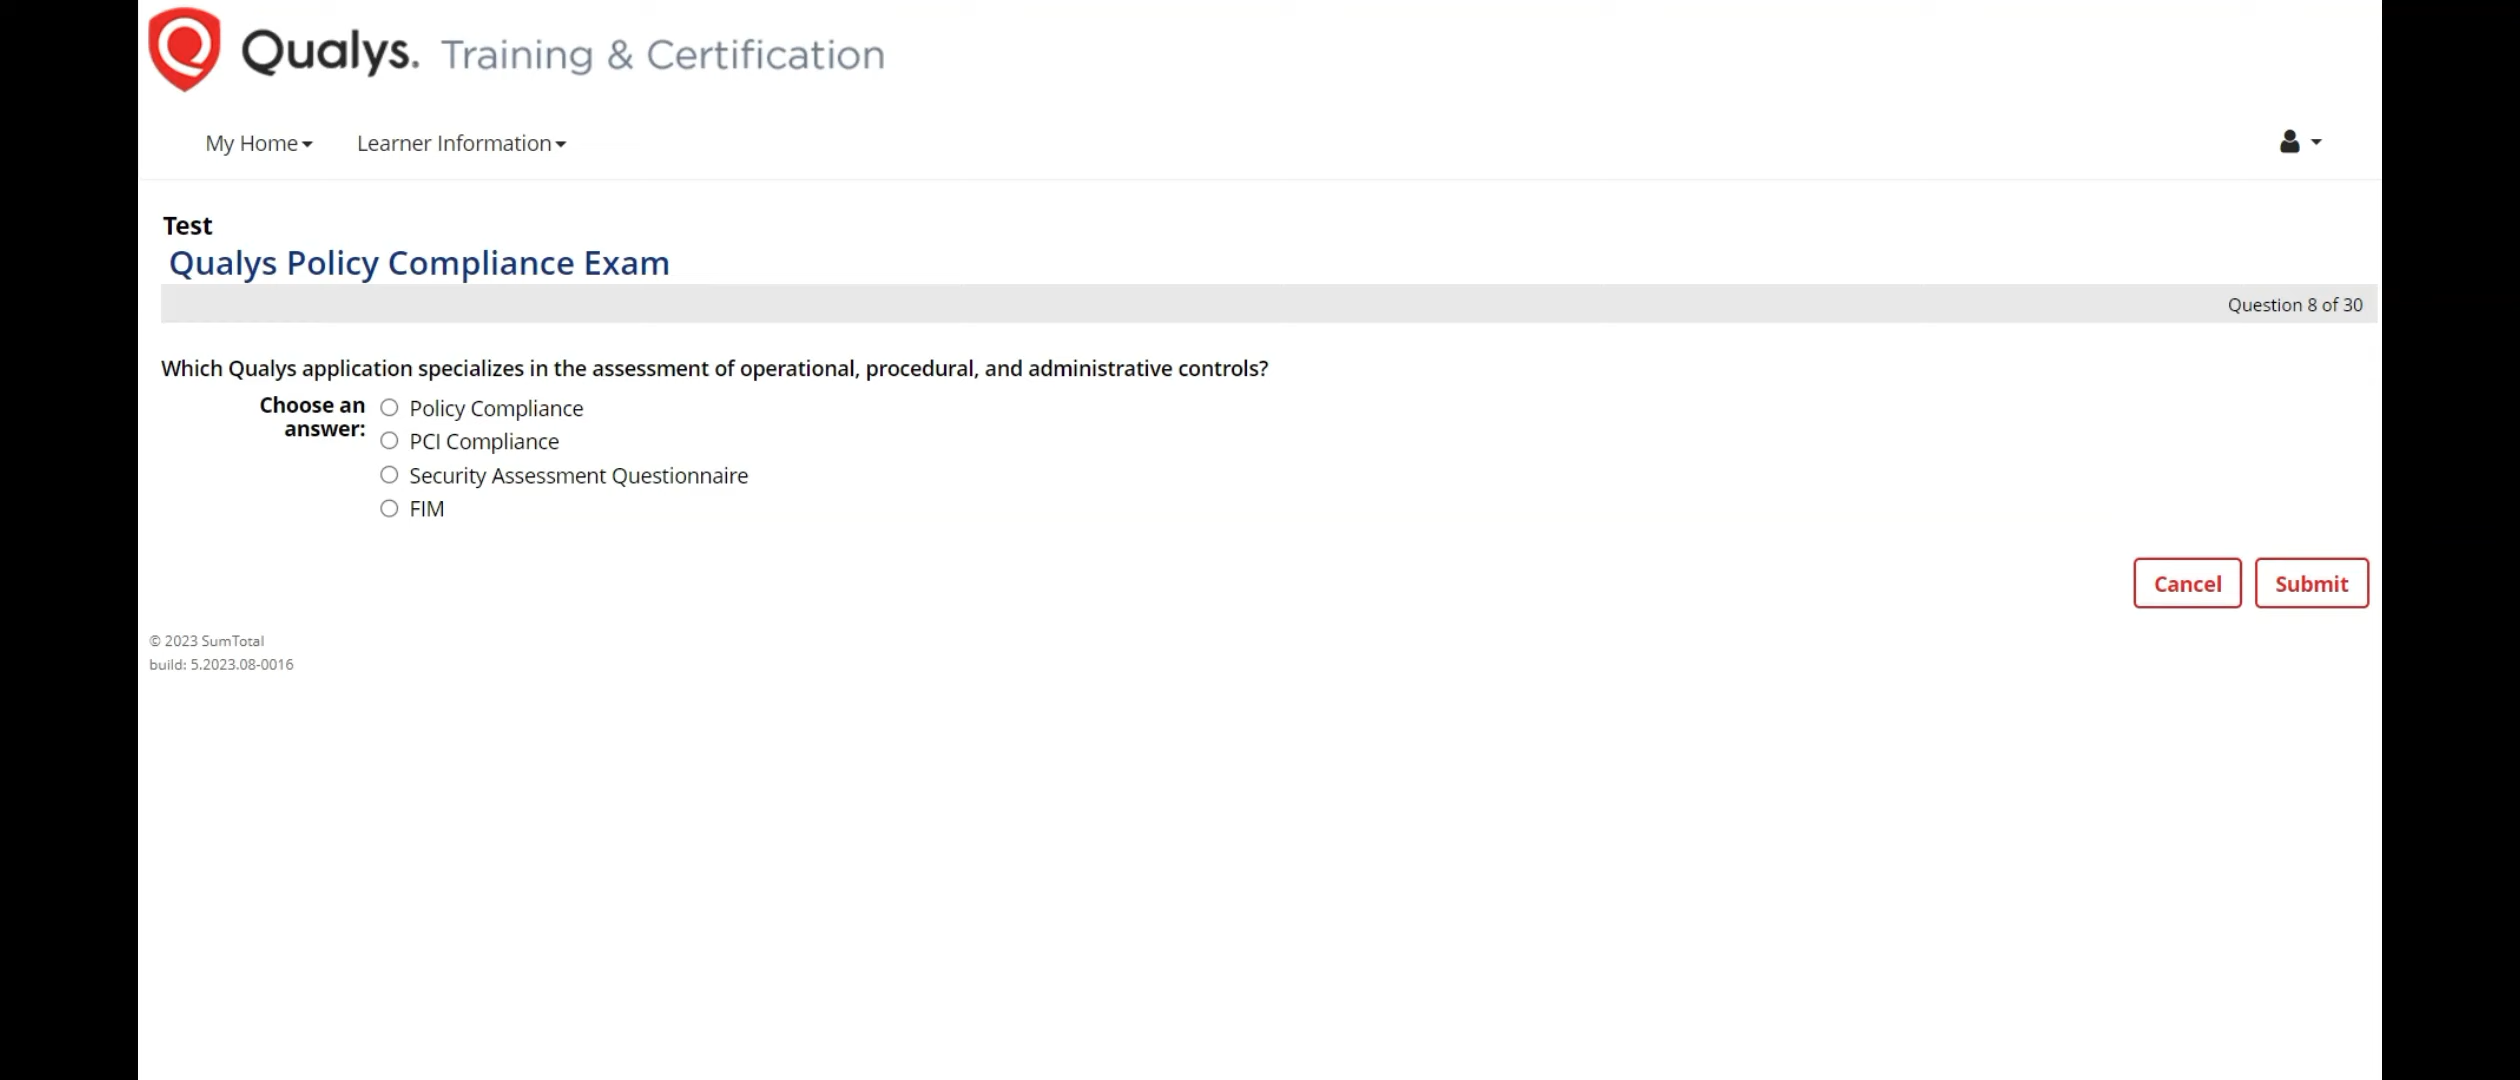 Qualys. Training & Certification
My Home Learner Information
Test
Qualys Policy Compliance Exam
Question 8 of 30
Which Qualys application specializes in the assessment of operational, procedural, and administrative controls?
Choose an answer:
Policy Compliance
PCI Compliance
Security Assessment Questionnaire
FIM
Cancel Submit
© 2023 SumTotal
build: 5.2023.08-0016